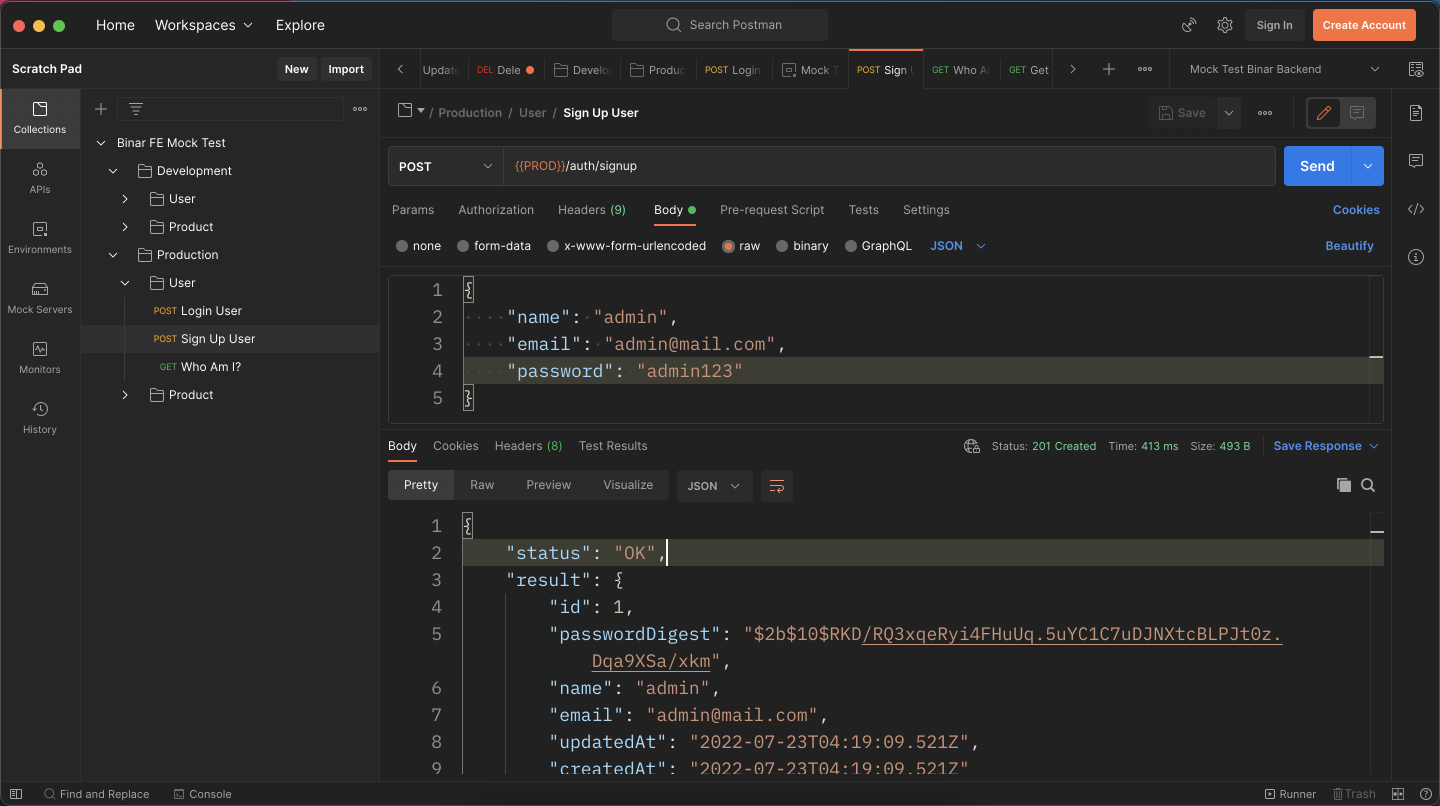 Home Workspaces Explore Search Postman Sign In Create Account
Scratch Pad New Import Update DEL Dele Develo Produc POST Login Mock T POST Sign U GET Who A GET Get Mock Test Binar Backend
Collections
APIs
Environments
Mock Servers
Monitors
History
Binar FE Mock Test
Development
User
Product
Production
User
POST Login User
POST Sign Up User
GET Who Am I?
Product
/ Production / User / Sign Up User Save
POST {{PROD}}/auth/signup Send
Params Authorization Headers (9) Body Pre-request Script Tests Settings Cookies
none form-data x-www-form-urlencoded raw binary GraphQL JSON Beautify
1 {
2 "name": "admin",
3 "email": "admin@mail.com",
4 "password": "admin123"
5 }
Body Cookies Headers (8) Test Results Status: 201 Created Time: 413 ms Size: 493 B Save Response
Pretty Raw Preview Visualize JSON
1 {
2 "status": "OK",
3 "result": {
4 "id": 1,
5 "passwordDigest": "$2b$10$RKD/RQ3xqeRyi4FHuUq.5uYC1C7uDJNXtcBLPJt0z.
Dqa9XSa/xkm",
6 "name": "admin",
7 "email": "admin@mail.com",
8 "updatedAt": "2022-07-23T04:19:09.521Z",
9 "createdAt": "2022-07-23T04:19:09.521Z"
Find and Replace Console Runner Trash